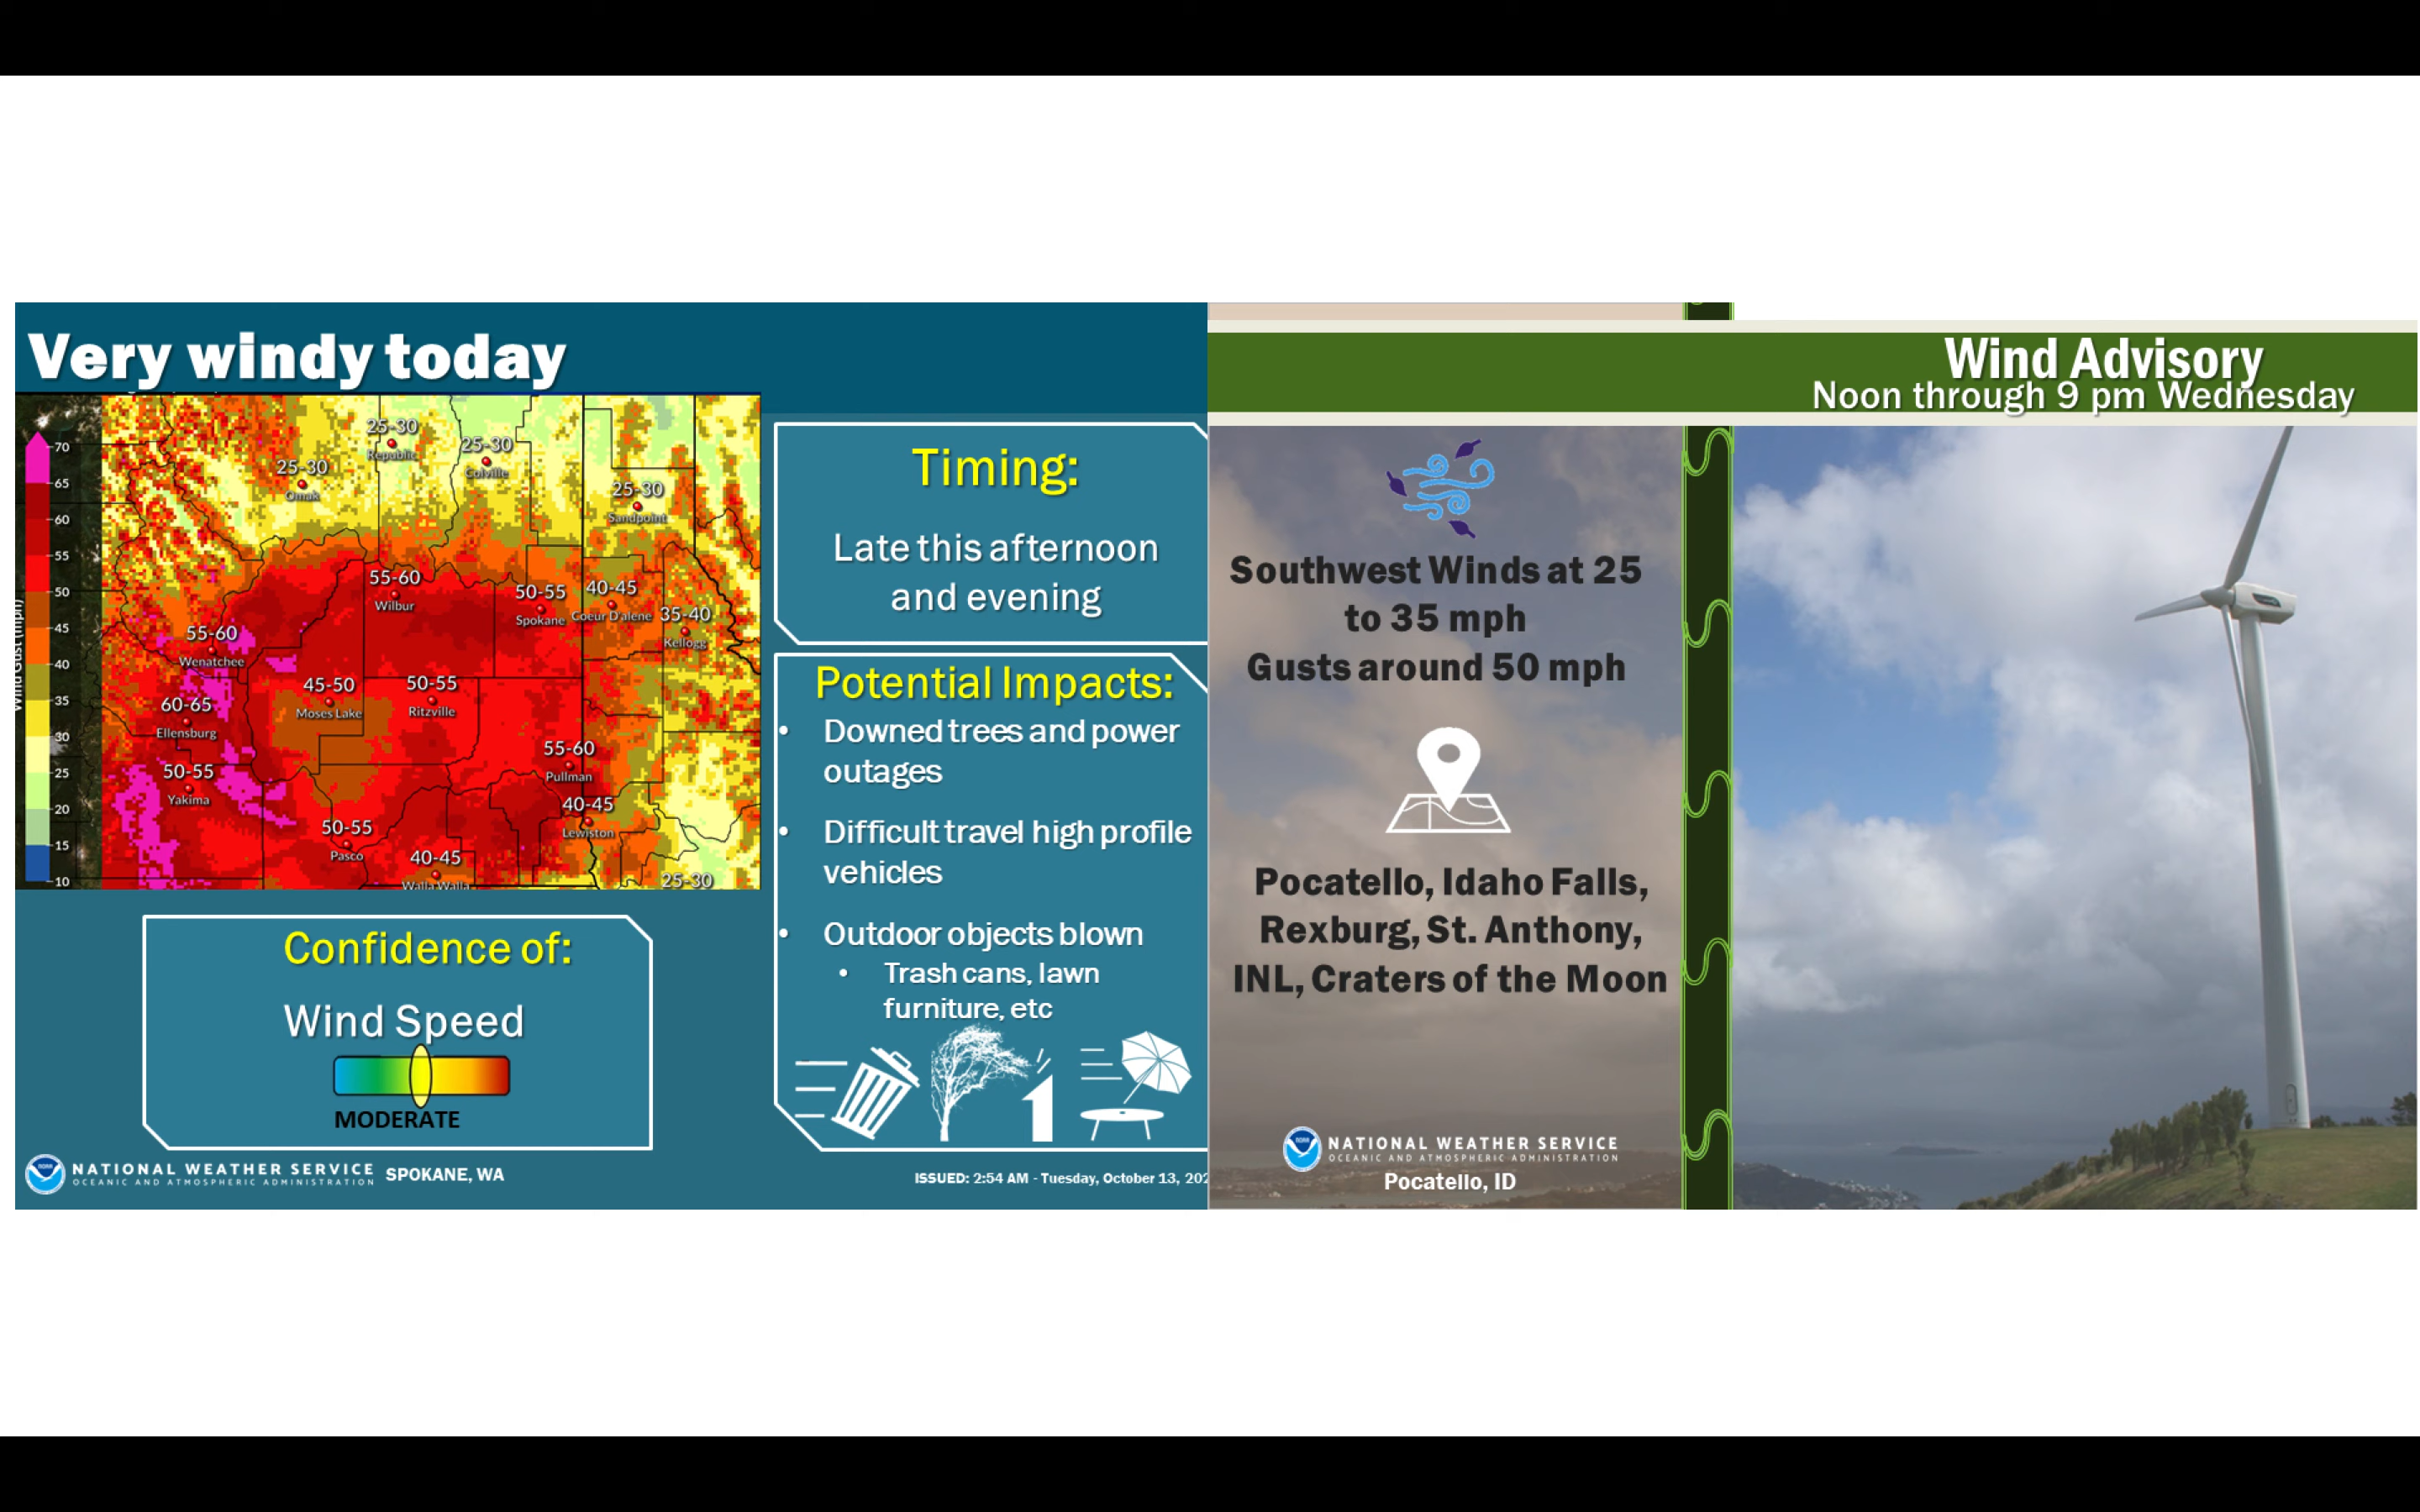 Very windy today
70
65
60
55
50
45
40
35
30
25
20
15
10
25-30
Republic
25-30
Colville
25-30
Omak
25-30
Sandpoint
55-60
Wilbur
50-55
Spokane
40-45
Coeur D'alene
35-40
Kellogg
55-60
Wenatchee
45-50
Moses Lake
50-55
Ritzville
60-65
Ellensburg
55-60
Pullman
50-55
Yakima
40-45
Lewiston
50-55
Pasco
40-45
Walla Walla
25-30
Confidence of:
Wind Speed
MODERATE
NATIONAL WEATHER SERVICE
OCEANIC AND ATMOSPHERIC ADMINISTRATION
SPOKANE, WA
Timing:
Late this afternoon
and evening
Potential Impacts:
• Downed trees and power
outages
• Difficult travel high profile
vehicles
• Outdoor objects blown
• Trash cans, lawn
furniture, etc
ISSUED: 2:54 AM - Tuesday, October 13, 202
Wind Advisory
Noon through 9 pm Wednesday
Southwest Winds at 25
to 35 mph
Gusts around 50 mph
Pocatello, Idaho Falls,
Rexburg, St. Anthony,
INL, Craters of the Moon
NATIONAL WEATHER SERVICE
OCEANIC AND ATMOSPHERIC ADMINISTRATION
Pocatello, ID